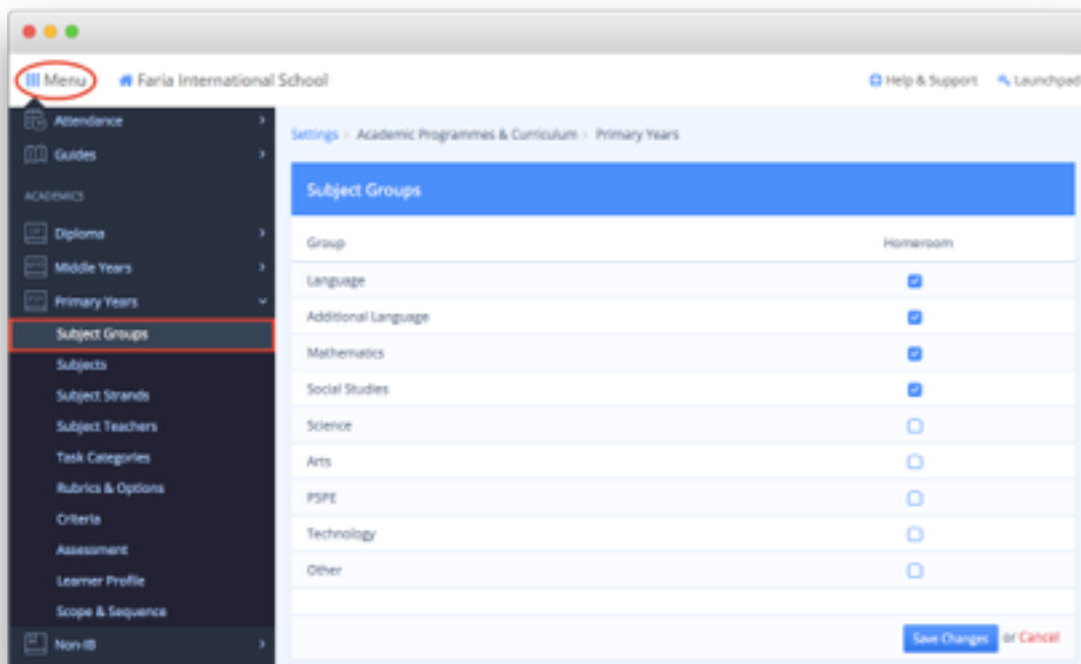 Menu Faria International School Help & Support Launchpad
Attendance
Guides
ACADEMICS
Diploma
Middle Years
Primary Years
Subject Groups
Subjects
Subject Strands
Subject Teachers
Task Categories
Rubrics & Options
Criteria
Assessment
Learner Profile
Scope & Sequence
Non-IB
Settings > Academic Programmes & Curriculum > Primary Years
Subject Groups
Group Homeroom
Language
Additional Language
Mathematics
Social Studies
Science
Arts
PSPE
Technology
Other
Save Changes or Cancel